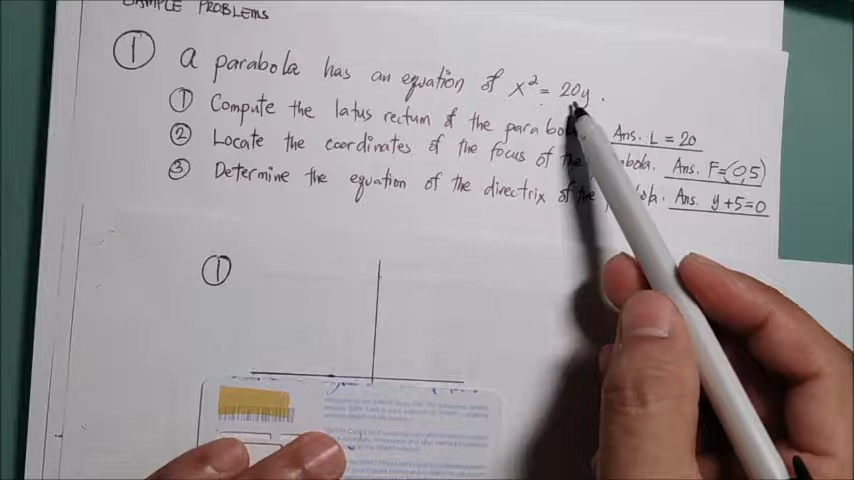 SAMPLE PROBLEMS
① a parabola has an equation of x² = 20y.
① Compute the latus rectum of the parabola. Ans. L = 20
② Locate the coordinates of the focus of the Ans. F=(0,5)
③ Determine the equation of the directrix of the Ans. y+5=0
①